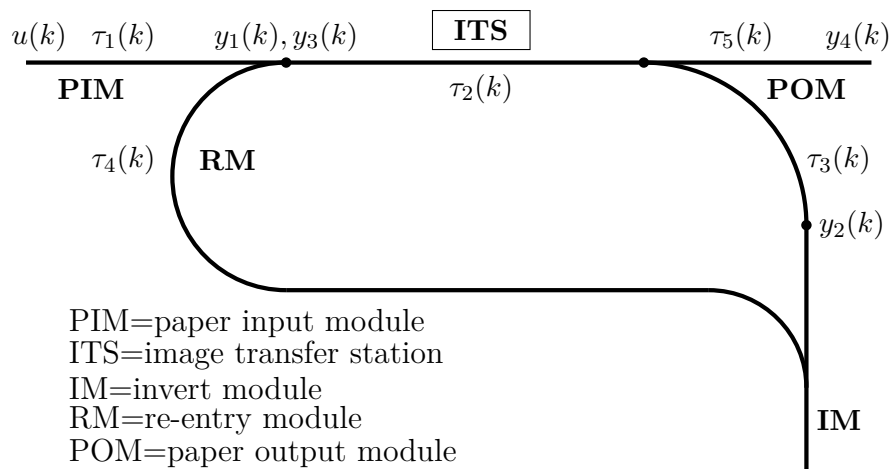 u(k) τ₁(k) y₁(k), y₃(k) ITS τ₅(k) y₄(k)
PIM τ₂(k) POM
τ₄(k) RM τ₃(k)
y₂(k)
PIM=paper input module
ITS=image transfer station
IM=invert module
RM=re-entry module
POM=paper output module
IM